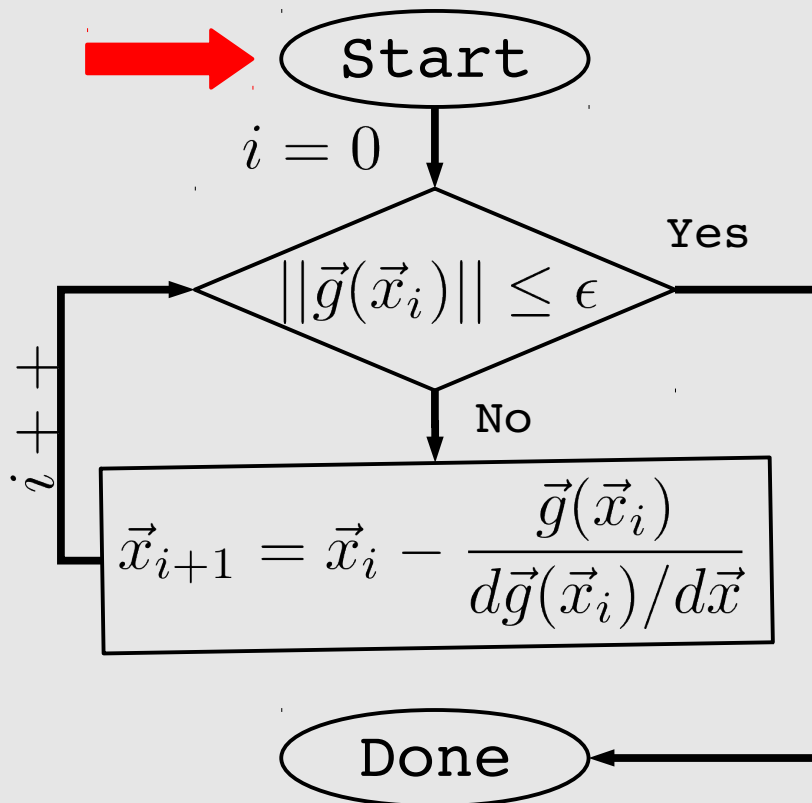 Start
i = 0
Yes
||g⃗(x⃗ᵢ)|| ≤ ϵ
No
i++
x⃗ᵢ₊₁ = x⃗ᵢ − g⃗(x⃗ᵢ) / dg⃗(x⃗ᵢ)/dx⃗
Done